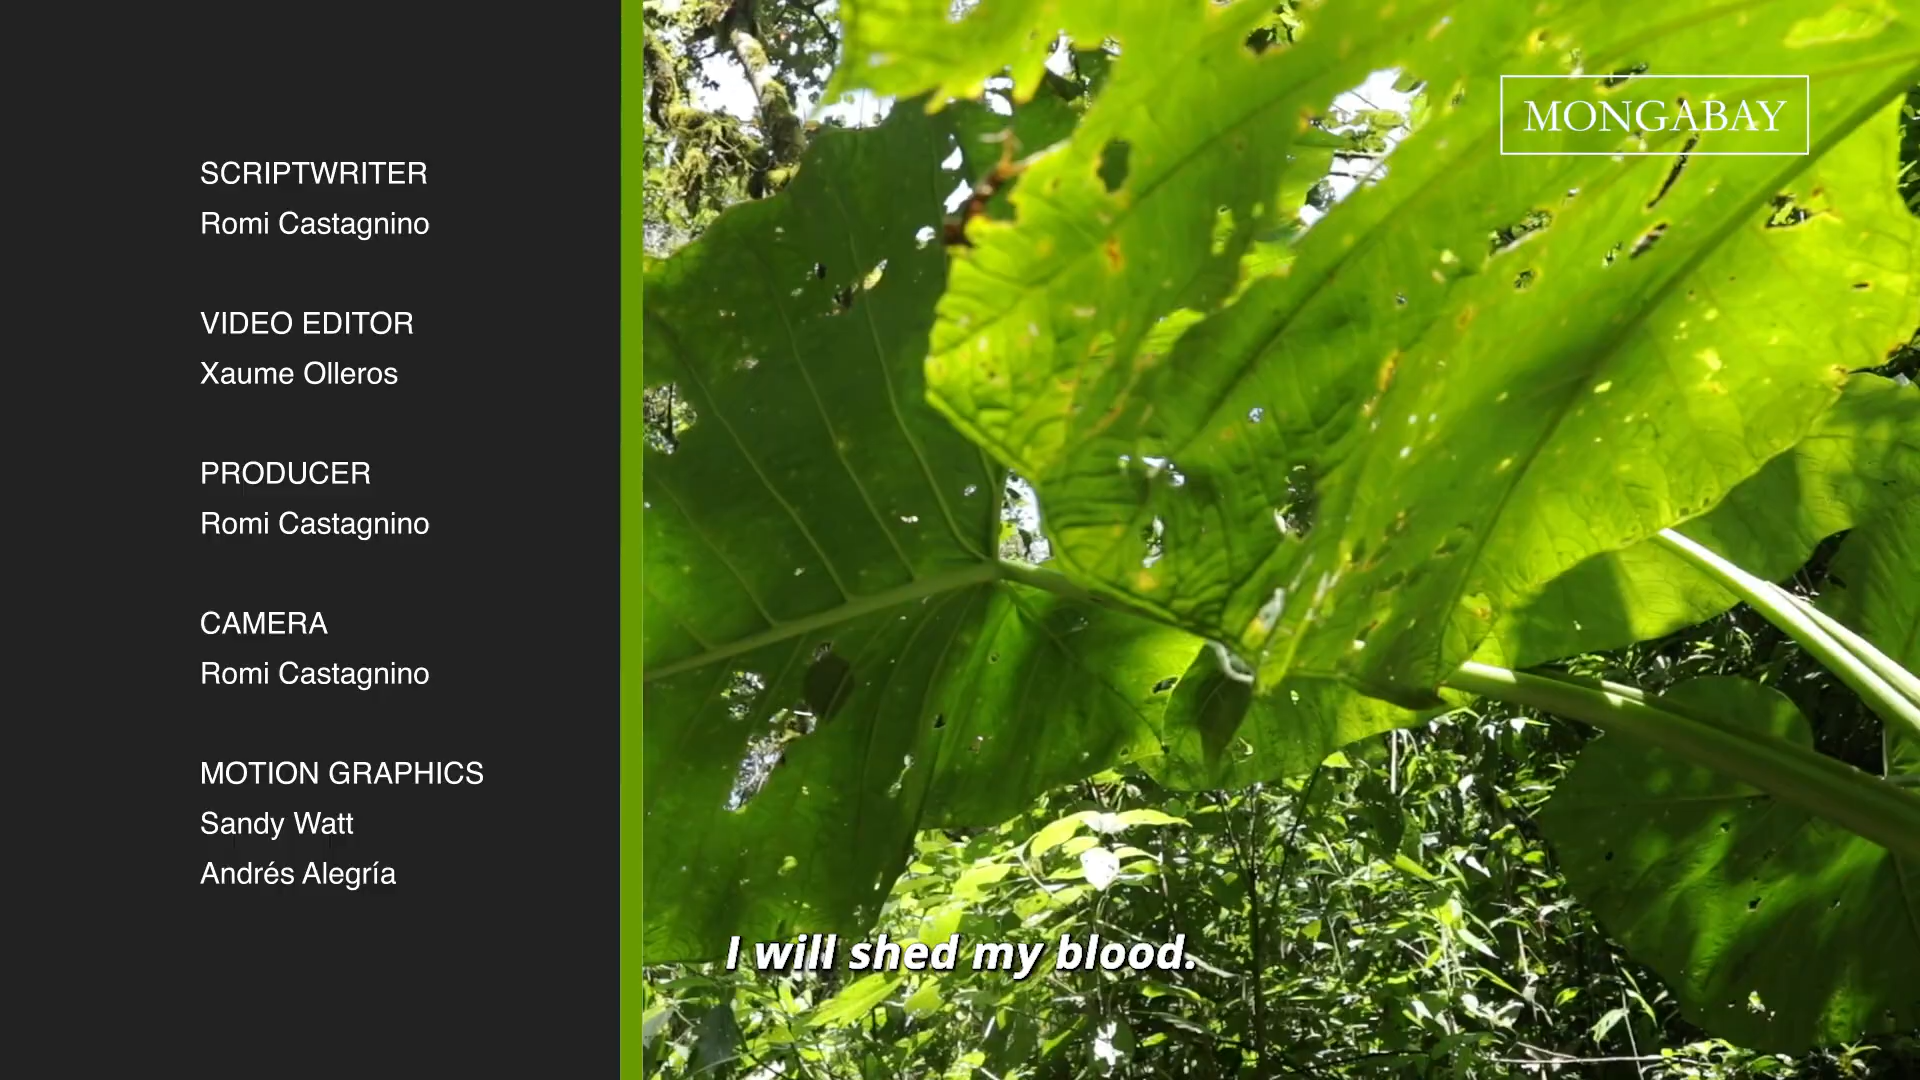 SCRIPTWRITER
Romi Castagnino
VIDEO EDITOR
Xaume Olleros
PRODUCER
Romi Castagnino
CAMERA
Romi Castagnino
MOTION GRAPHICS
Sandy Watt
Andrés Alegría
MONGABAY
I will shed my blood.